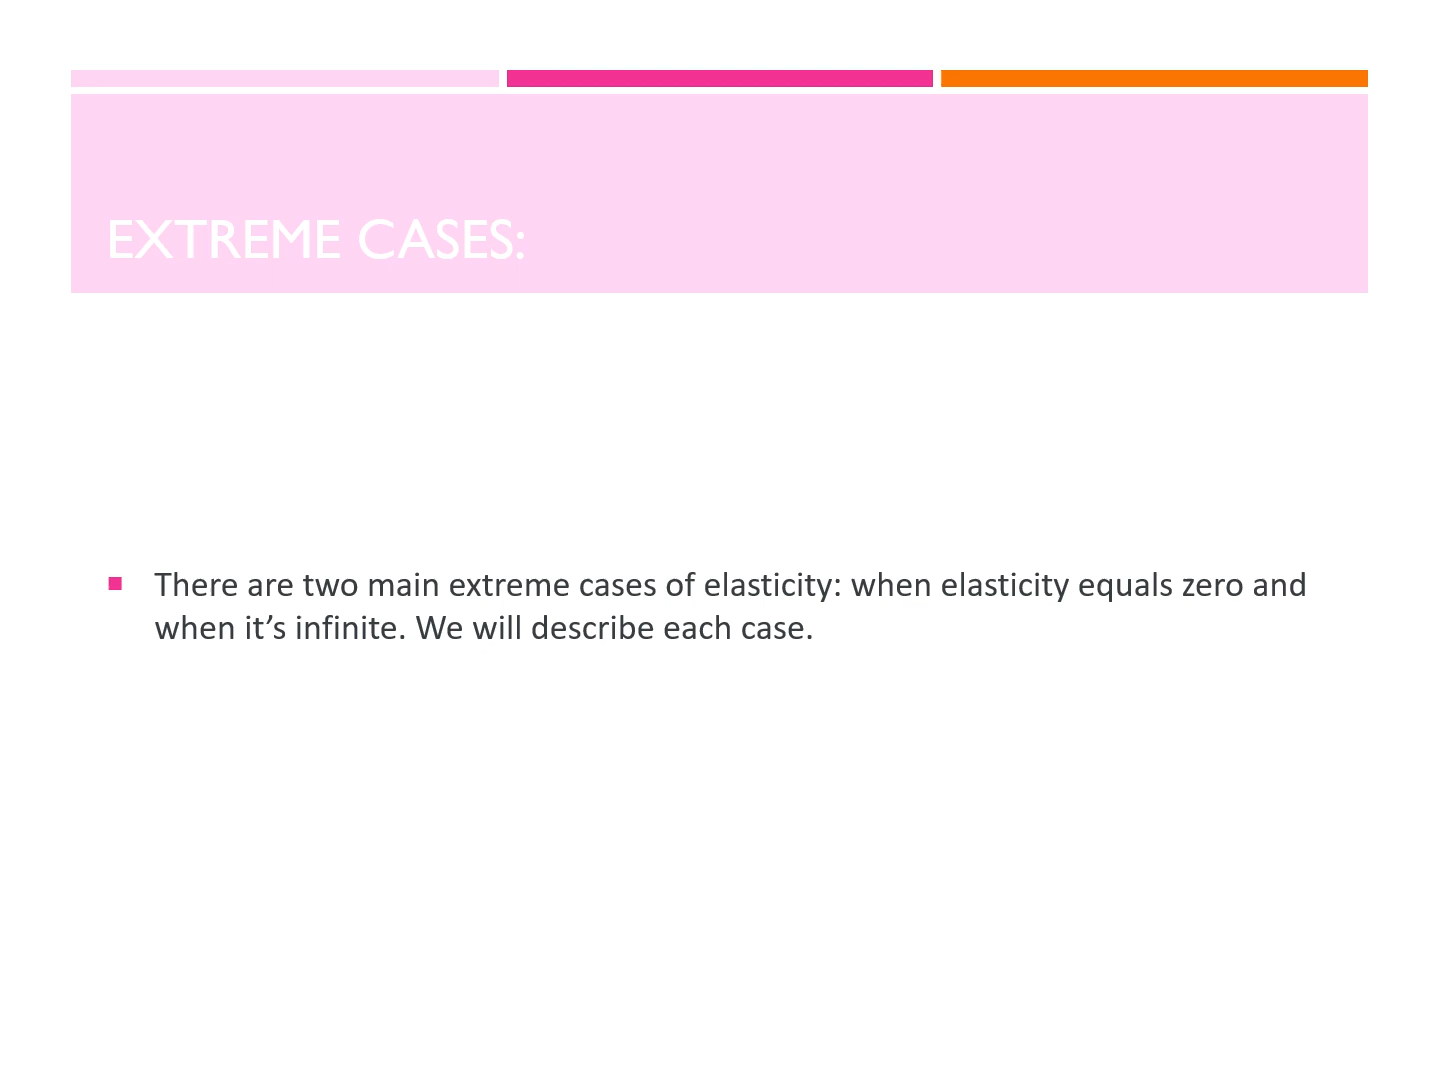 EXTREME CASES:
There are two main extreme cases of elasticity: when elasticity equals zero and
when it’s infinite. We will describe each case.